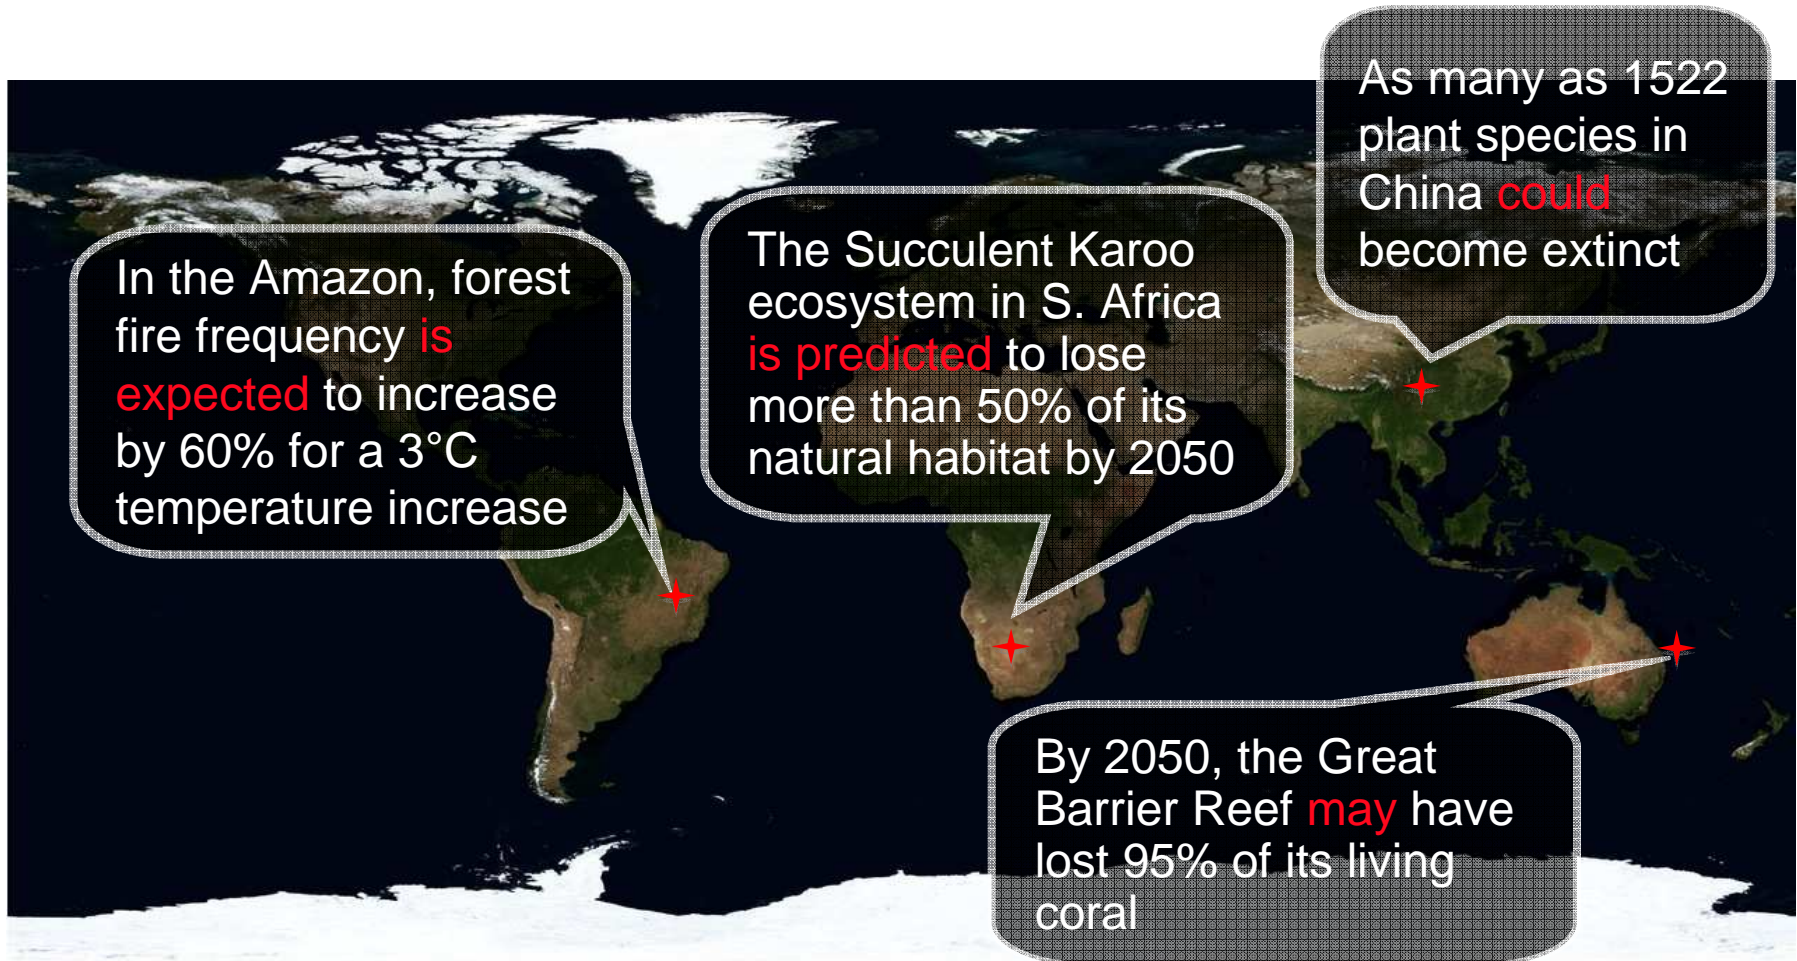 As many as 1522
plant species in
China could
become extinct
In the Amazon, forest
fire frequency is
expected to increase
by 60% for a 3°C
temperature increase
The Succulent Karoo
ecosystem in S. Africa
is predicted to lose
more than 50% of its
natural habitat by 2050
By 2050, the Great
Barrier Reef may have
lost 95% of its living
coral